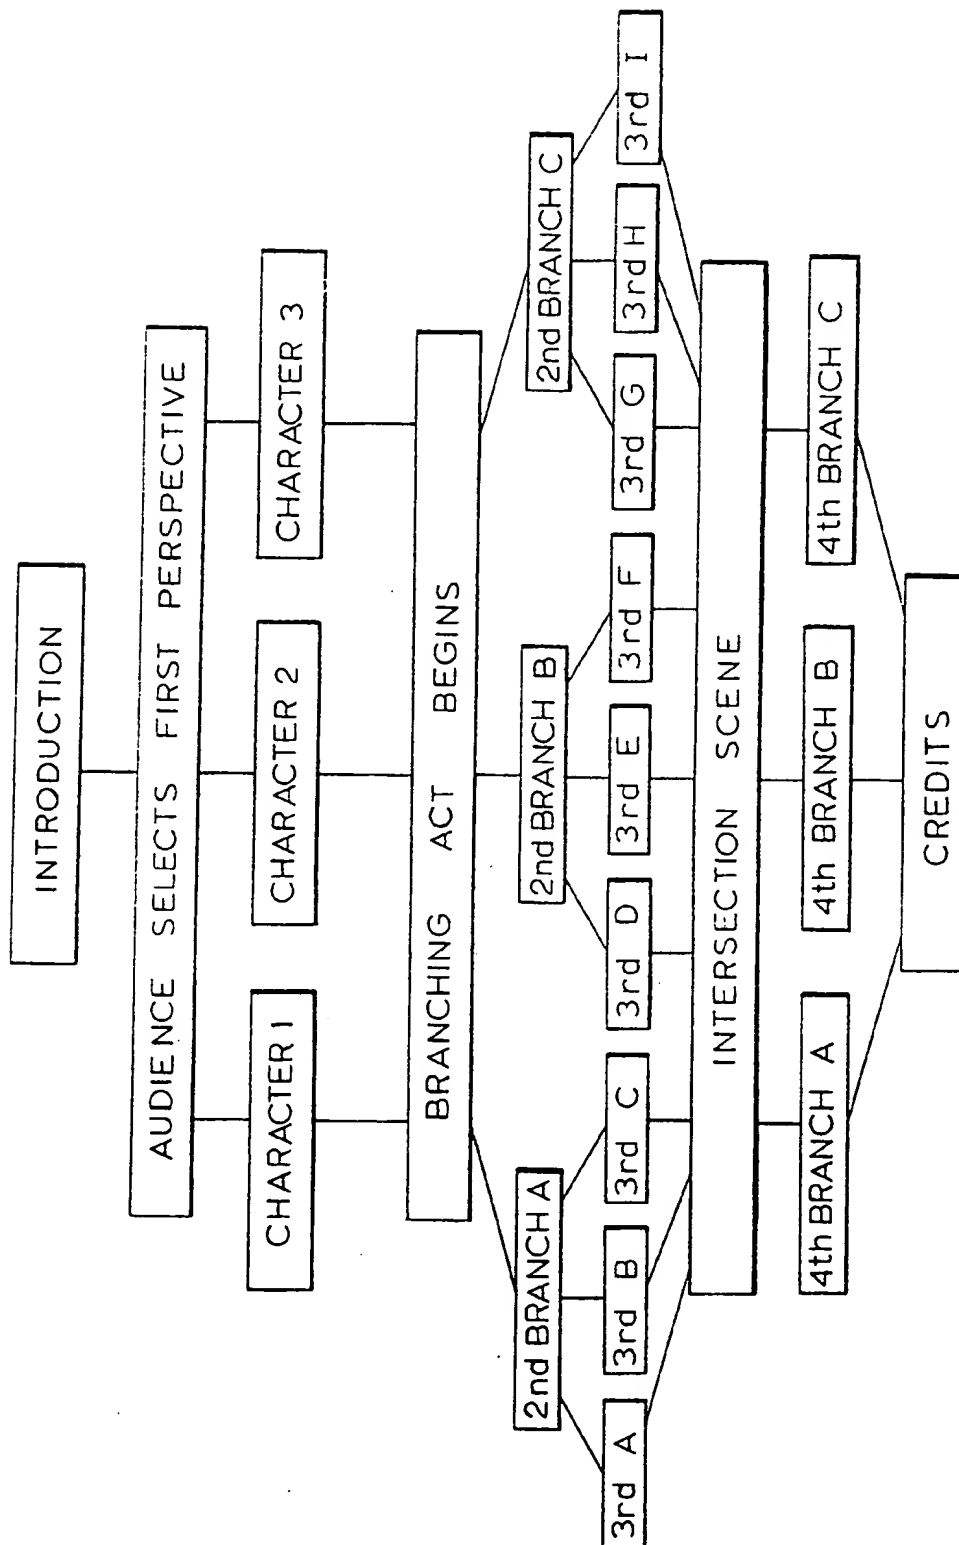 INTRODUCTION
AUDIENCE SELECTS FIRST PERSPECTIVE
CHARACTER 1
CHARACTER 2
CHARACTER 3
BRANCHING ACT BEGINS
2nd BRANCH A
2nd BRANCH B
2nd BRANCH C
3rd A
3rd B
3rd C
3rd D
3rd E
3rd F
3rd G
3rd H
3rd I
INTERSECTION SCENE
4th BRANCH A
4th BRANCH B
4th BRANCH C
CREDITS